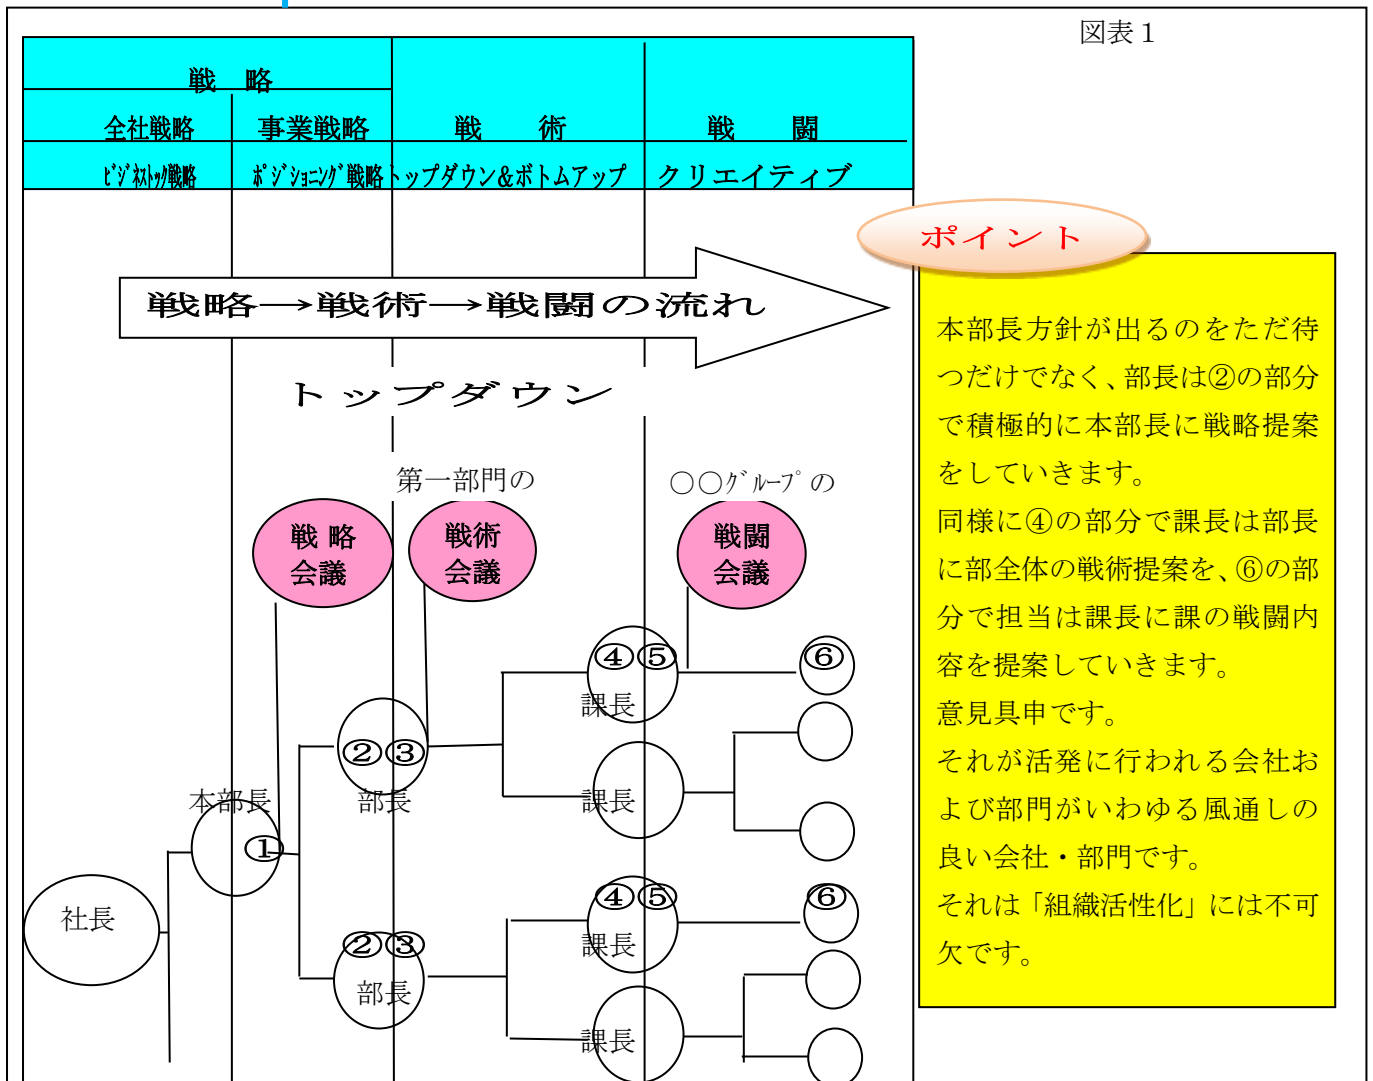 図表１
戦　略
全社戦略　事業戦略　戦　術　戦　闘
ﾋﾞｼﾞﾈｽﾄｯｸ戦略　ﾎﾟｼﾞｼｮﾆﾝｸﾞ戦略　トップダウン&ボトムアップ　クリエイティブ
ポイント
戦略→戦術→戦闘の流れ
トップダウン
第一部門の
〇〇ｸﾞﾙｰﾌﾟの
戦略
会議
戦術
会議
戦闘
会議
④⑤
課長
⑥
②③
部長
課長
本部長
①
社長
④⑤
課長
⑥
②③
部長
課長
本部長方針が出るのをただ待
つだけでなく、部長は②の部分
で積極的に本部長に戦略提案
をしていきます。
同様に④の部分で課長は部長
に部全体の戦術提案を、⑥の部
分で担当は課長に課の戦闘内
容を提案していきます。
意見具申です。
それが活発に行われる会社お
よび部門がいわゆる風通しの
良い会社・部門です。
それは「組織活性化」には不可
欠です。